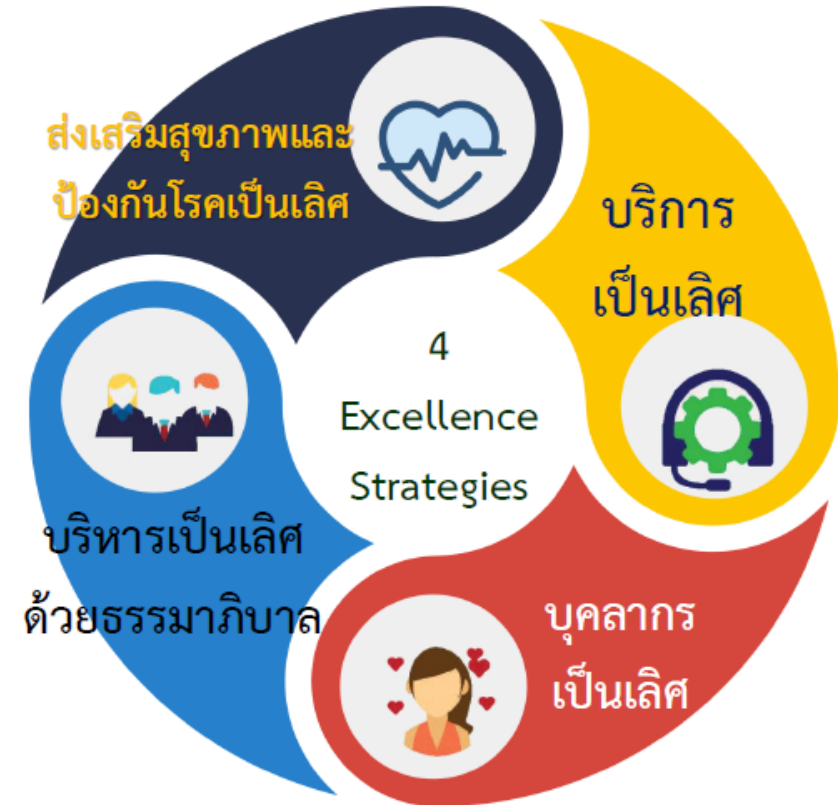 ส่งเสริมสุขภาพและ
ป้องกันโรคเป็นเลิศ
บริการ
เป็นเลิศ
4
Excellence
Strategies
บริหารเป็นเลิศ
ด้วยธรรมาภิบาล
บุคลากร
เป็นเลิศ